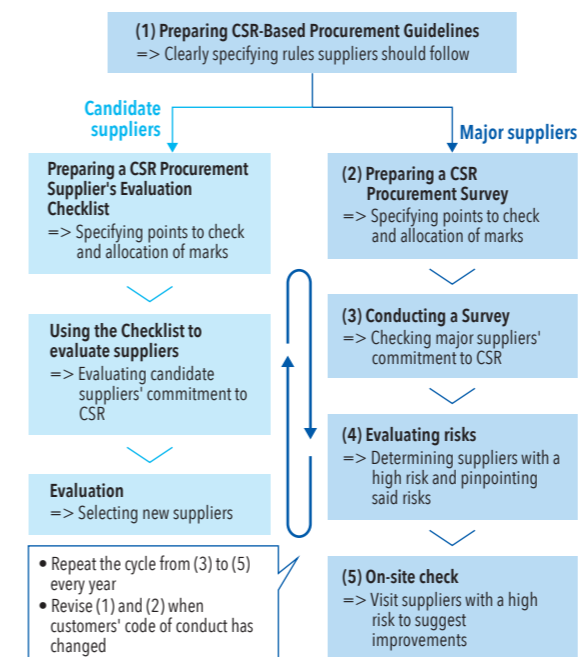 (1) Preparing CSR-Based Procurement Guidelines
=> Clearly specifying rules suppliers should follow
Candidate
suppliers
Preparing a CSR Procurement
Supplier's Evaluation
Checklist
=> Specifying points to check
and allocation of marks
Using the Checklist to
evaluate suppliers
=> Evaluating candidate
suppliers' commitment to
CSR
Evaluation
=> Selecting new suppliers
• Repeat the cycle from (3) to (5)
every year
• Revise (1) and (2) when
customers' code of conduct has
changed
Major suppliers
(2) Preparing a CSR
Procurement Survey
=> Specifying points to check
and allocation of marks
(3) Conducting a Survey
=> Checking major suppliers'
commitment to CSR
(4) Evaluating risks
=> Determining suppliers with a
high risk and pinpointing
said risks
(5) On-site check
=> Visit suppliers with a high
risk to suggest
improvements